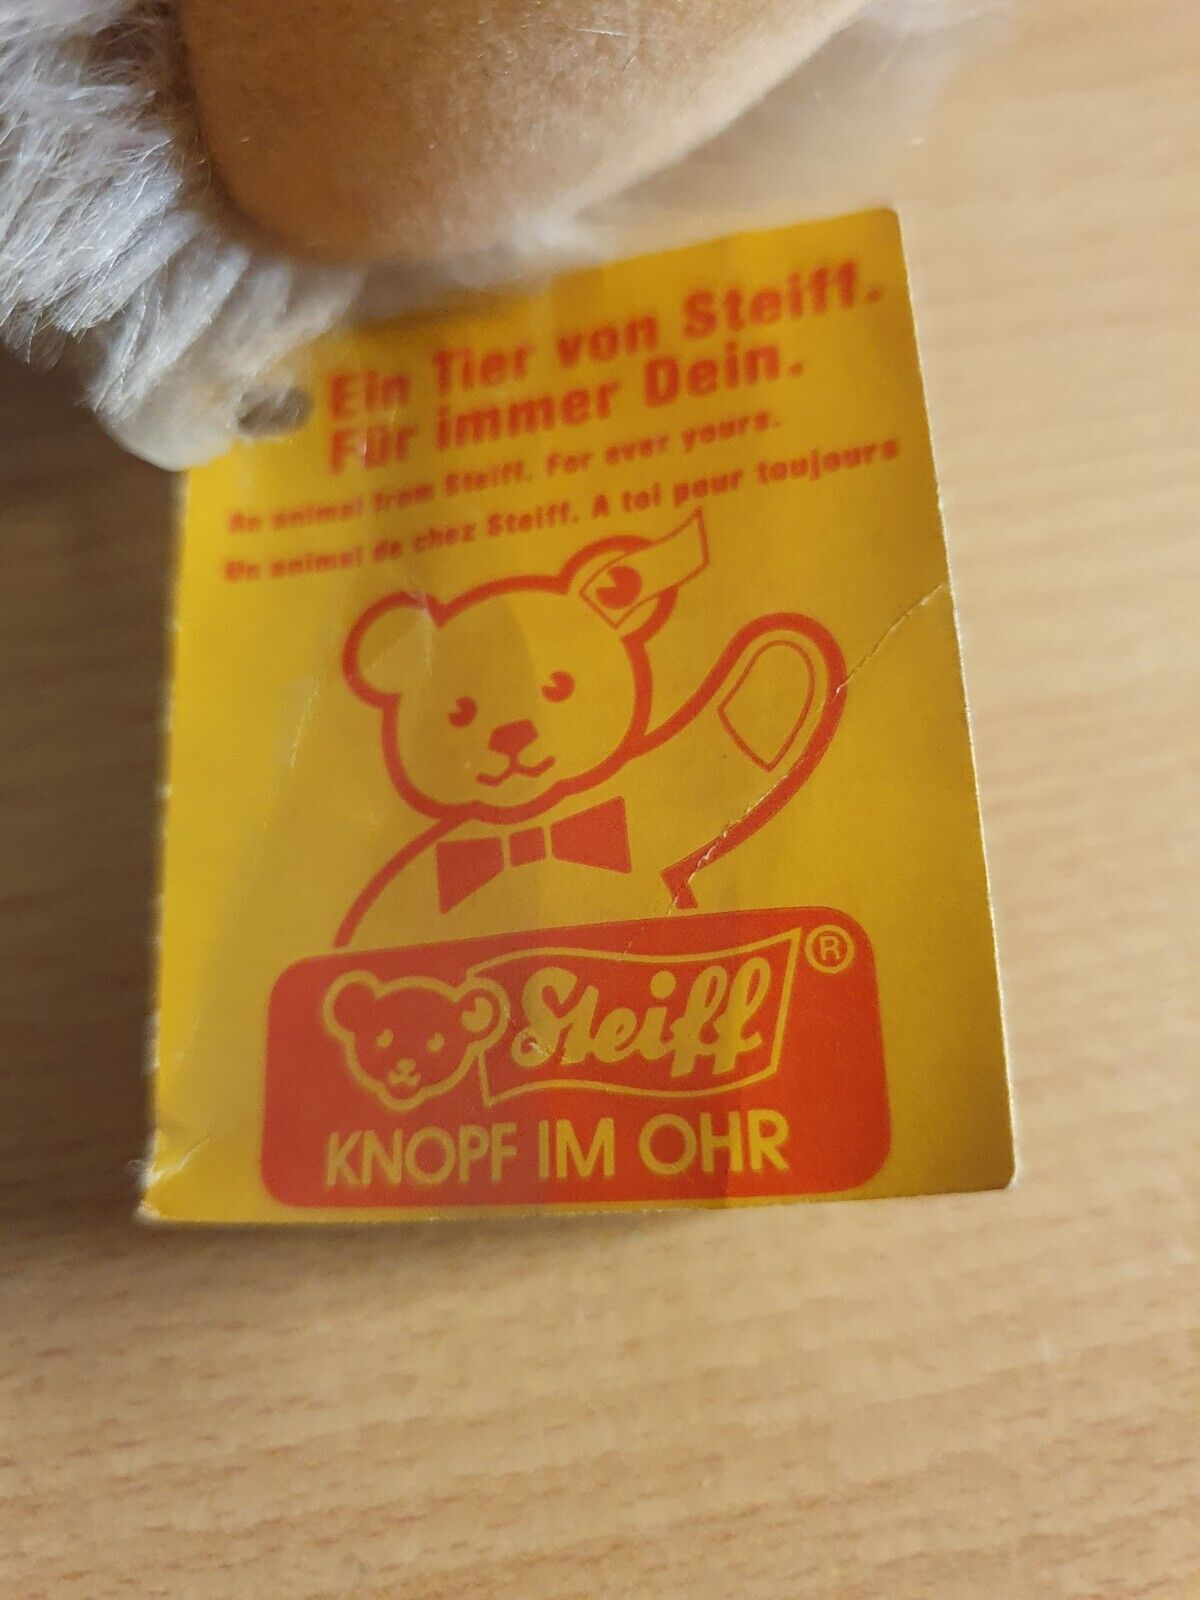 Ein Tier von Steiff.
Für immer Dein.
An animal from Steiff. For ever yours.
Un animal de chez Steiff. A toi pour toujours
Steiff ®
KNOPF IM OHR